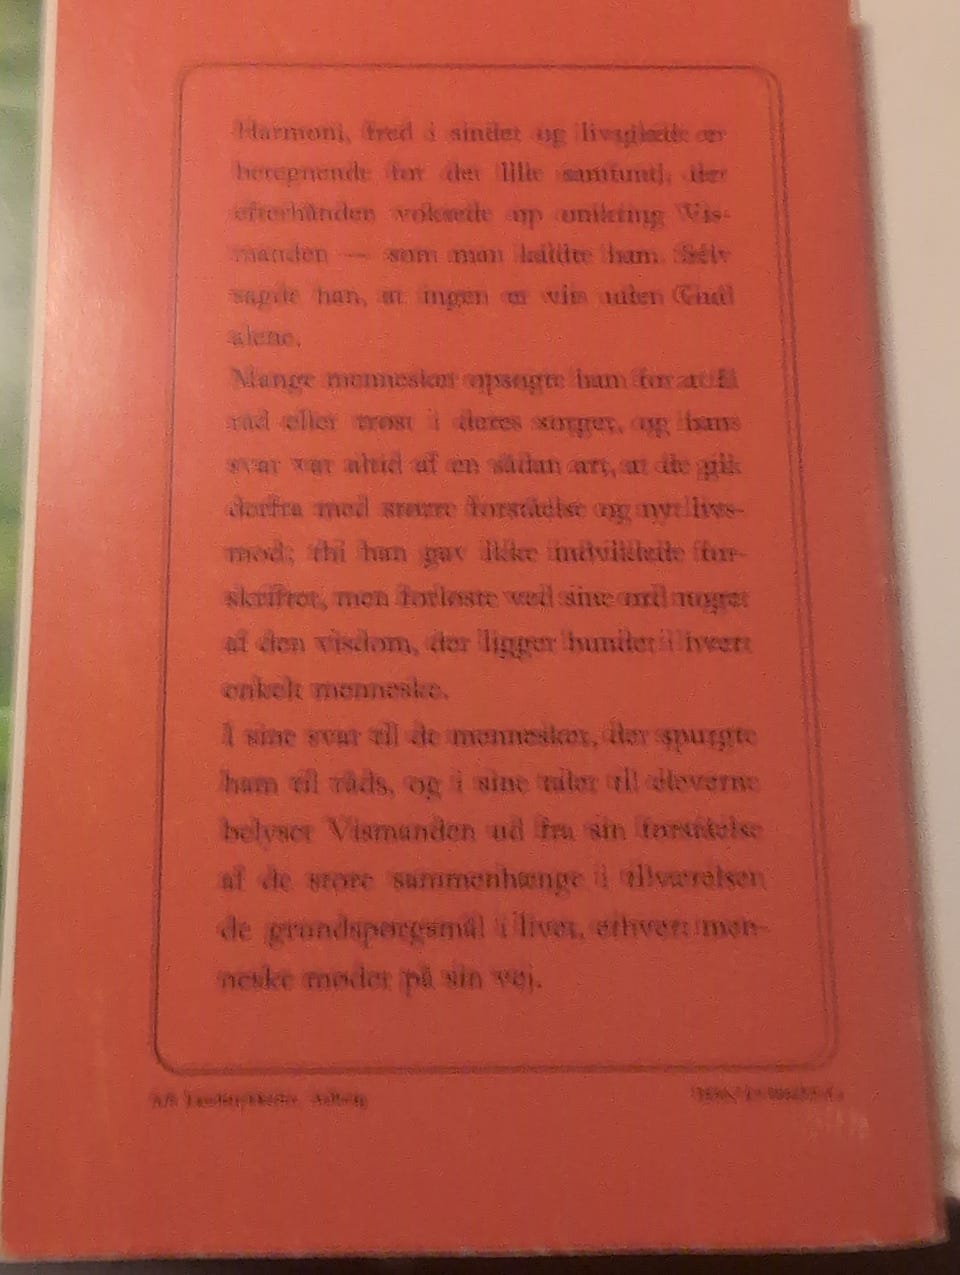 Harmoni, fred i sindet og livsglæde er
betegnende for det lille samfund, der
efterhånden voksede op omkring Vis-
manden — som man kaldte ham. Selv
sagde han, at ingen er vis uden Gud
alene.
Mange mennesker opsøgte ham for at få
råd eller trøst i deres sorger, og hans
svar var altid af en sådan art, at de gik
derfra med større forståelse og nyt livs-
mod; thi han gav ikke indviklede for-
skrifter, men forløste ved sine ord noget
af den visdom, der ligger bundet i hvert
enkelt menneske.
I sine svar til de mennesker, der spurgte
ham til råds, og i sine taler til eleverne
belyser Vismanden ud fra sin forståelse
af de store sammenhænge i tilværelsen
de grundspørgsmål i livet, ethvert men-
neske møder på sin vej.
ISBN